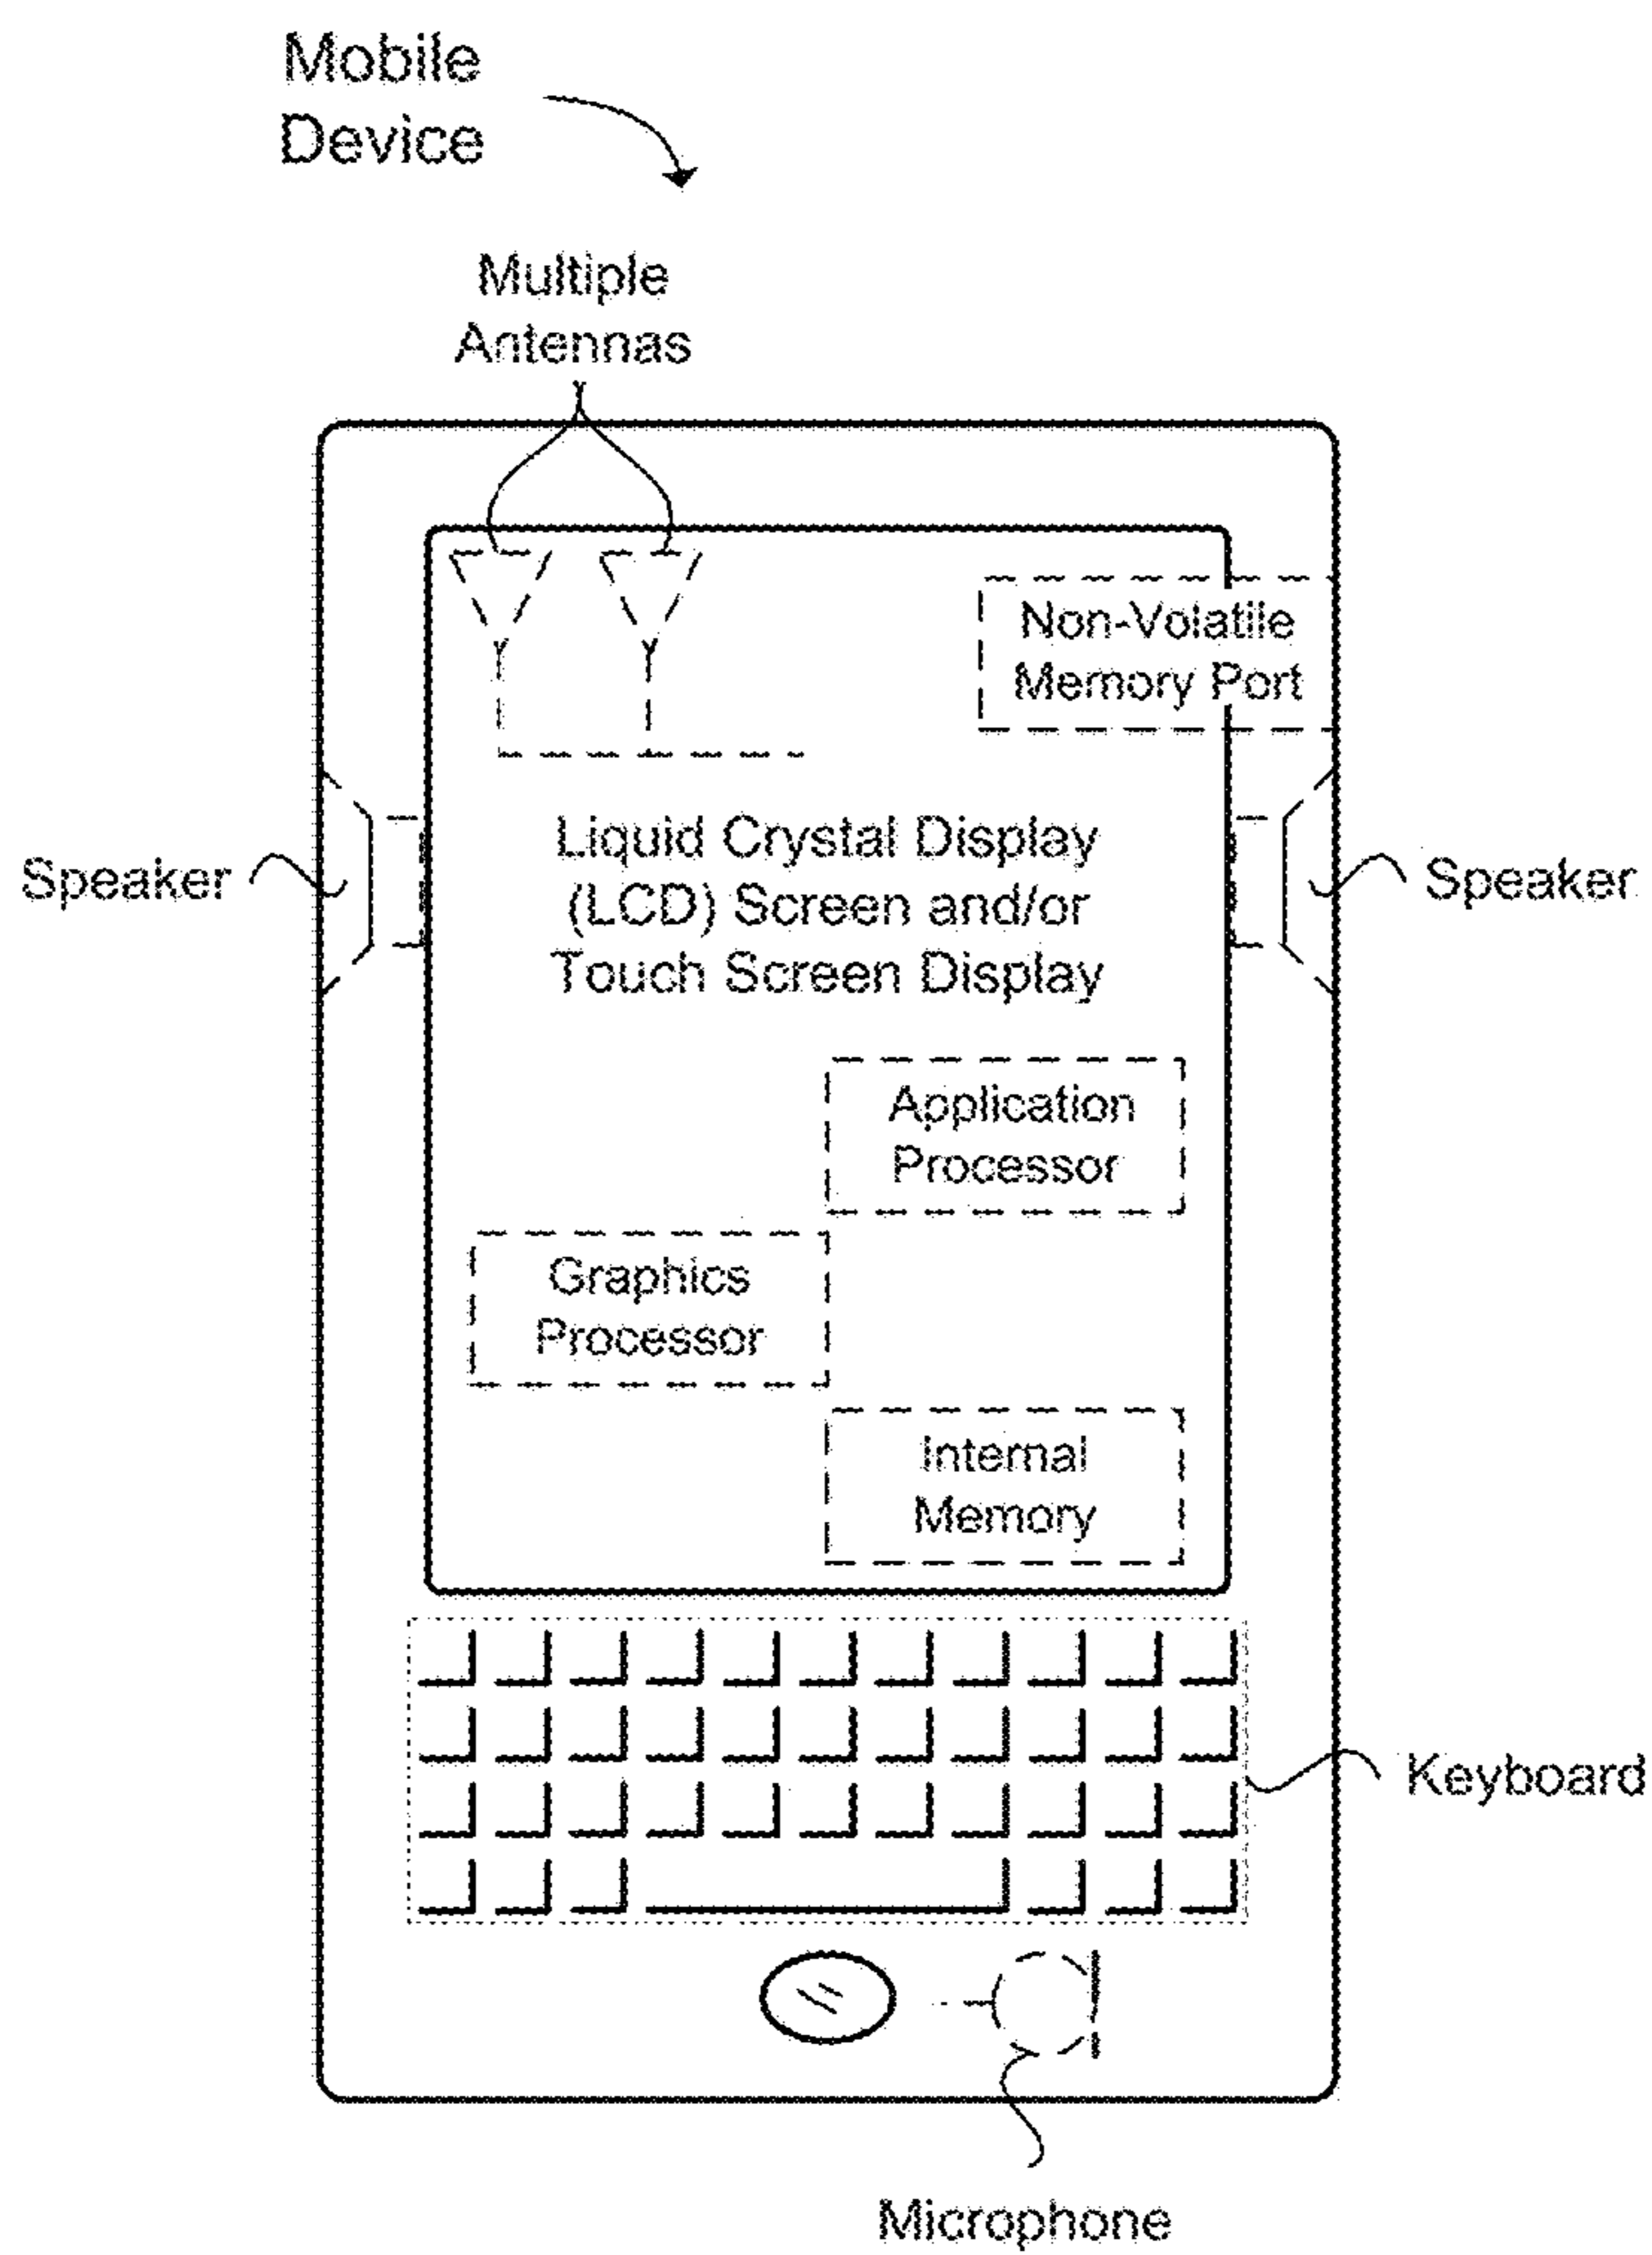 Mobile
Device
Multiple
Antennas
Non-Volatile
Memory Port
Speaker
Liquid Crystal Display
(LCD) Screen and/or
Touch Screen Display
Speaker
Application
Processor
Graphics
Processor
Internal
Memory
Keyboard
Microphone